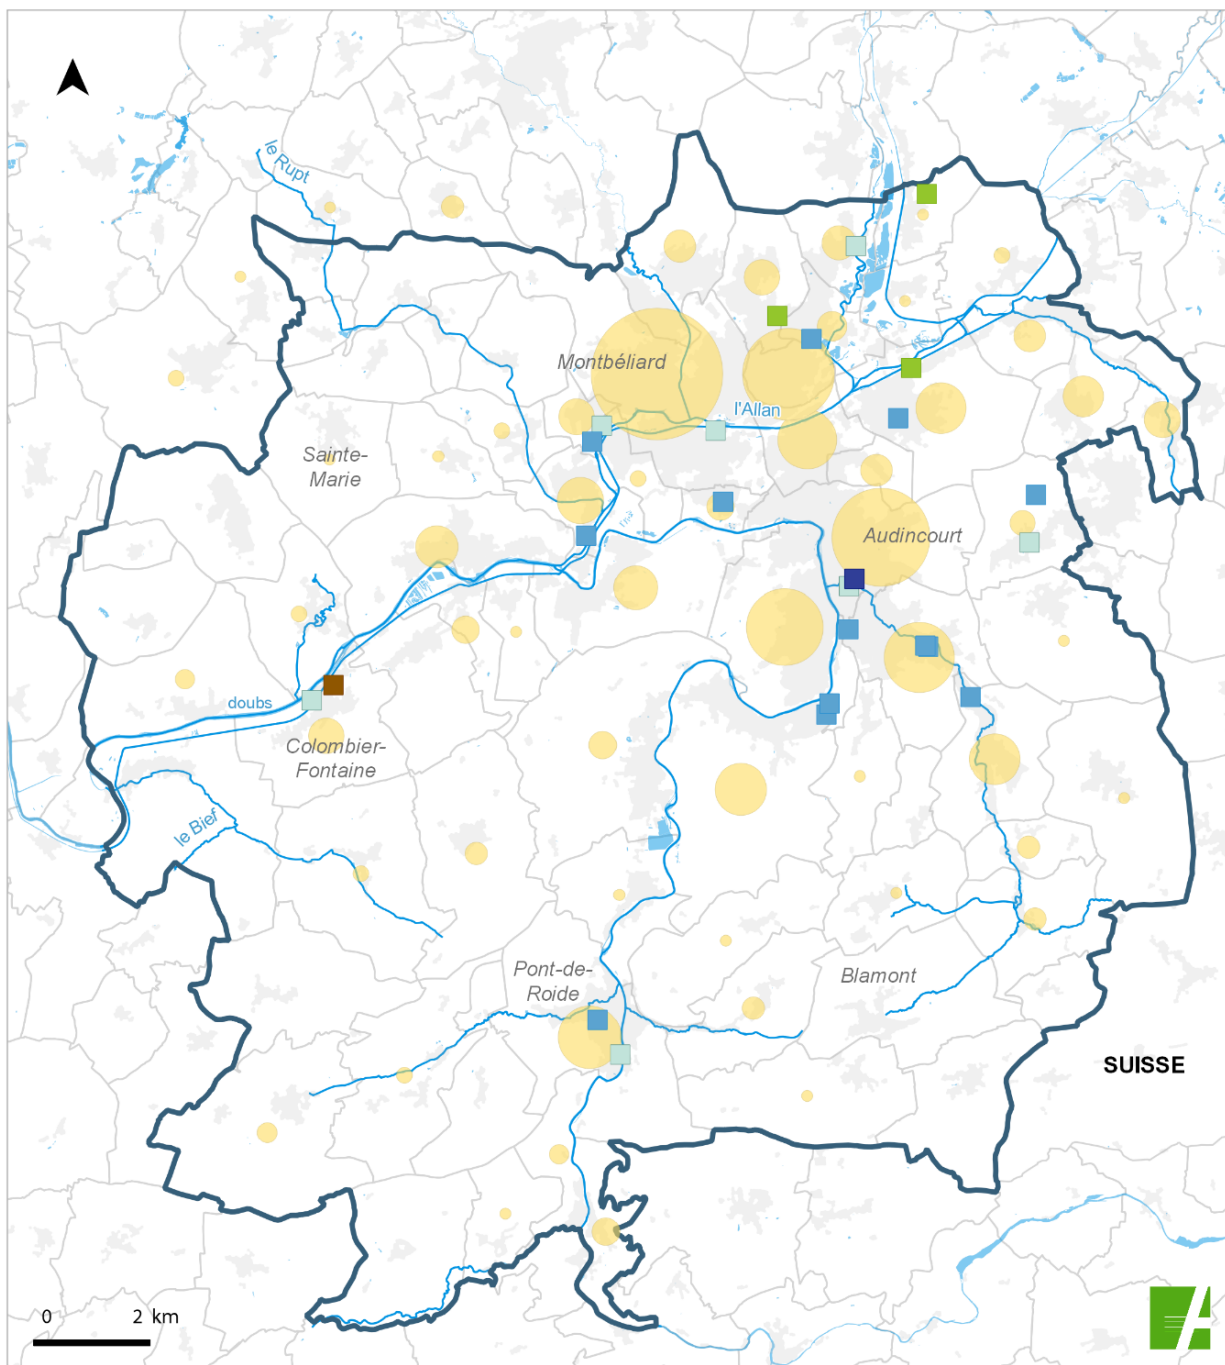 le Rupt
Montbéliard
l'Allan
Sainte-
Marie
Audincourt
doubs
Colombier-
Fontaine
le Bief
Pont-de-
Roide
Blamont
SUISSE
0 2 km